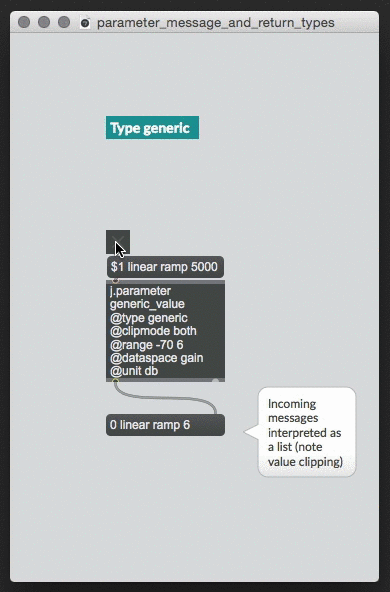 parameter_message_and_return_types
Type generic
$1 linear ramp 5000
j.parameter
generic_value
@type generic
@clipmode both
@range -70 6
@dataspace gain
@unit db
0 linear ramp 6
Incoming
messages
interpreted as
a list (note
value clipping)